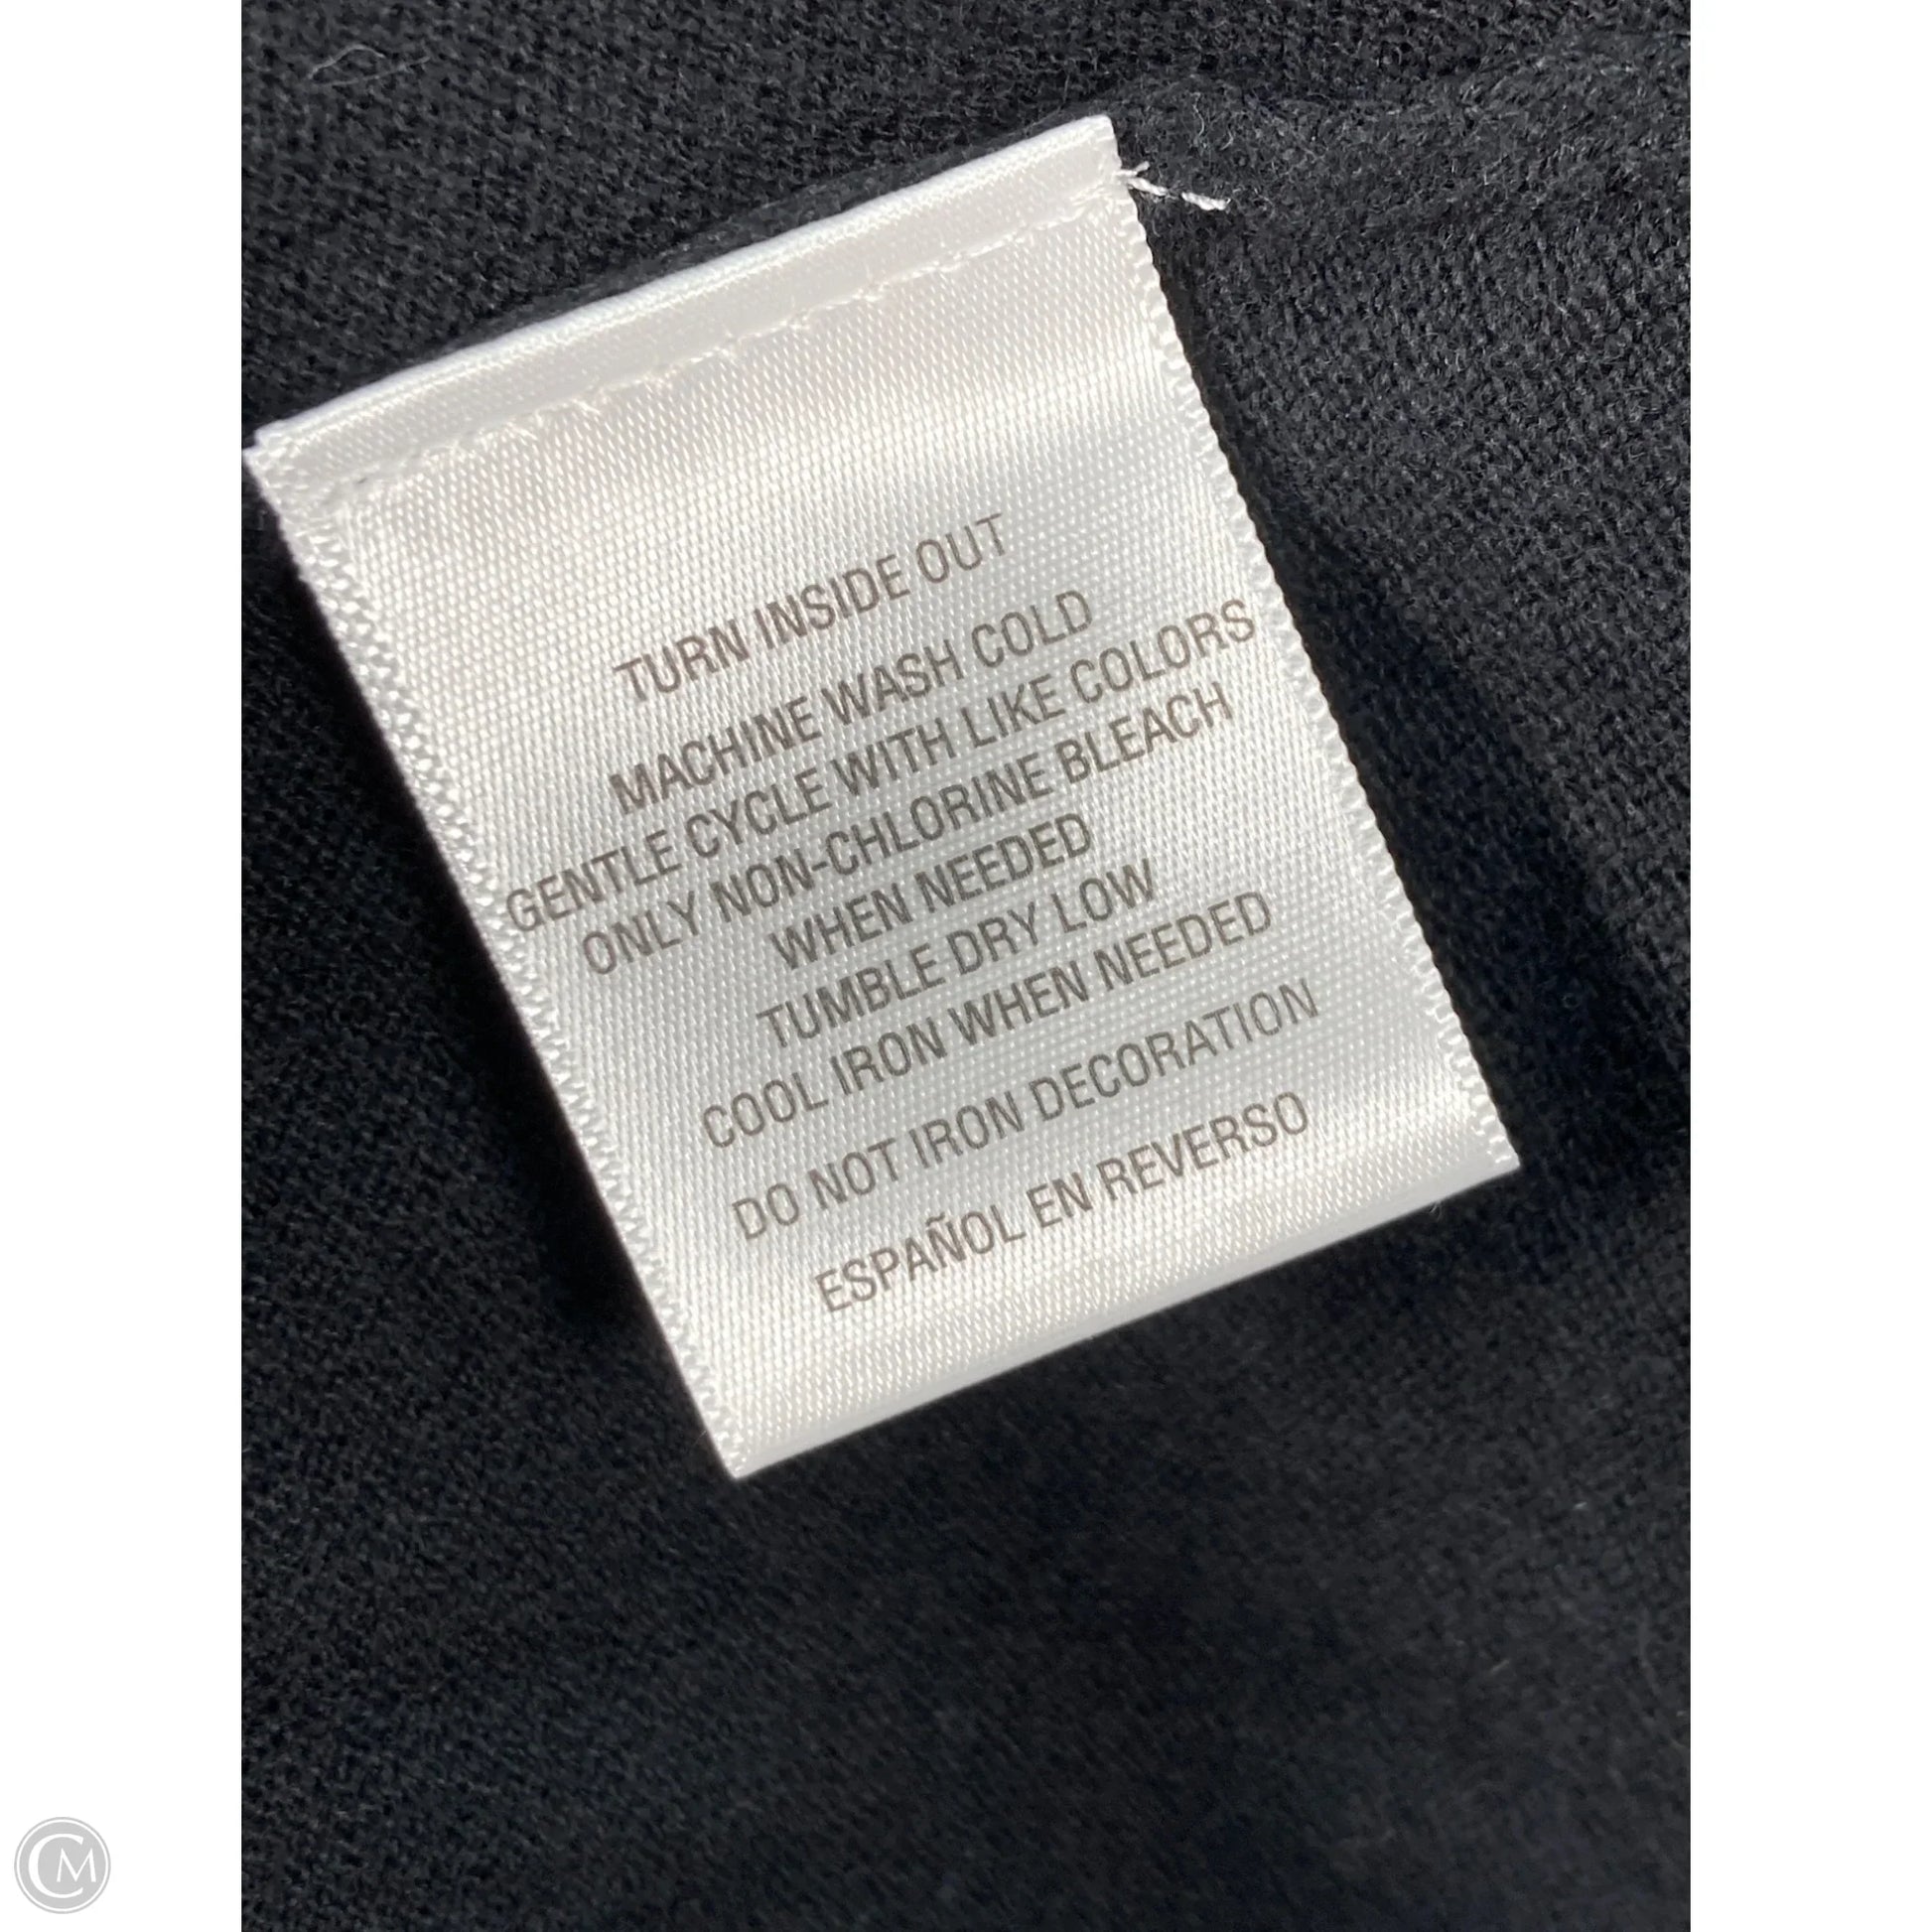 TURN INSIDE OUT
MACHINE WASH COLD
GENTLE CYCLE WITH LIKE COLORS
ONLY NON-CHLORINE BLEACH
WHEN NEEDED
TUMBLE DRY LOW
COOL IRON WHEN NEEDED
DO NOT IRON DECORATION
ESPAÑOL EN REVERSO
CM